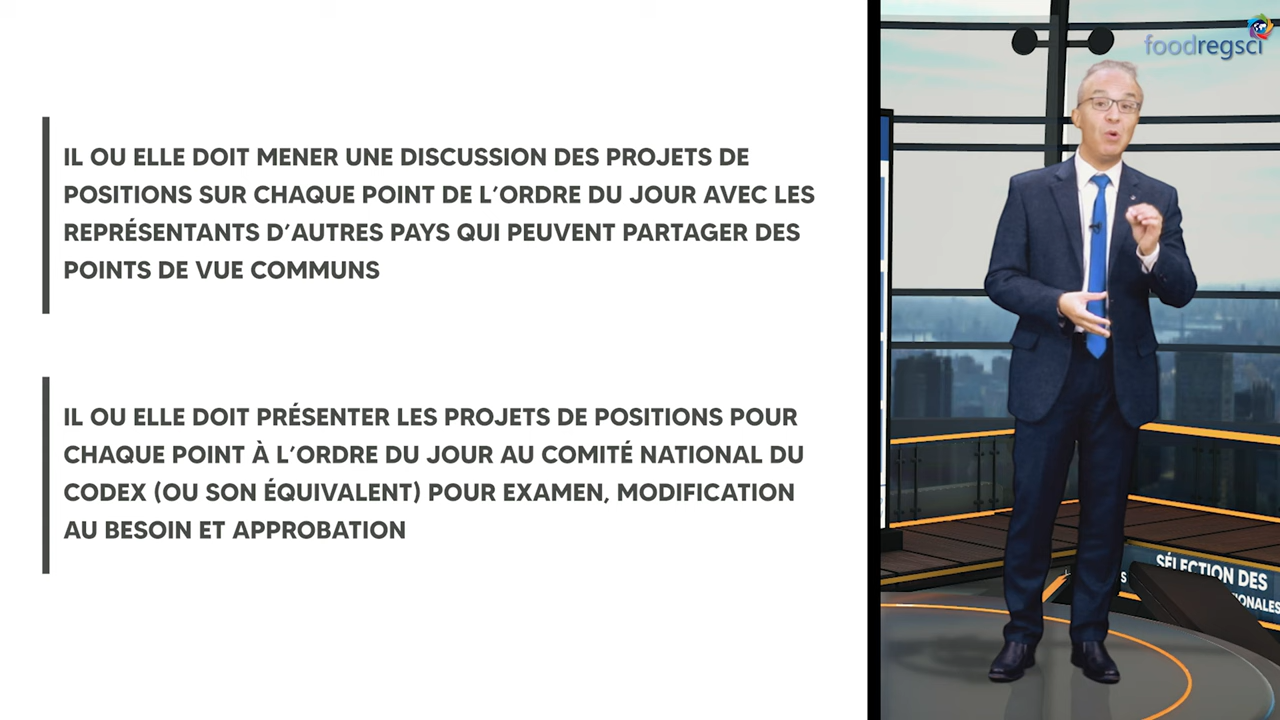 IL OU ELLE DOIT MENER UNE DISCUSSION DES PROJETS DE
POSITIONS SUR CHAQUE POINT DE L’ORDRE DU JOUR AVEC LES
REPRÉSENTANTS D’AUTRES PAYS QUI PEUVENT PARTAGER DES
POINTS DE VUE COMMUNS
IL OU ELLE DOIT PRÉSENTER LES PROJETS DE POSITIONS POUR
CHAQUE POINT À L’ORDRE DU JOUR AU COMITÉ NATIONAL DU
CODEX (OU SON ÉQUIVALENT) POUR EXAMEN, MODIFICATION
AU BESOIN ET APPROBATION
foodregsci
SÉLECTION DES